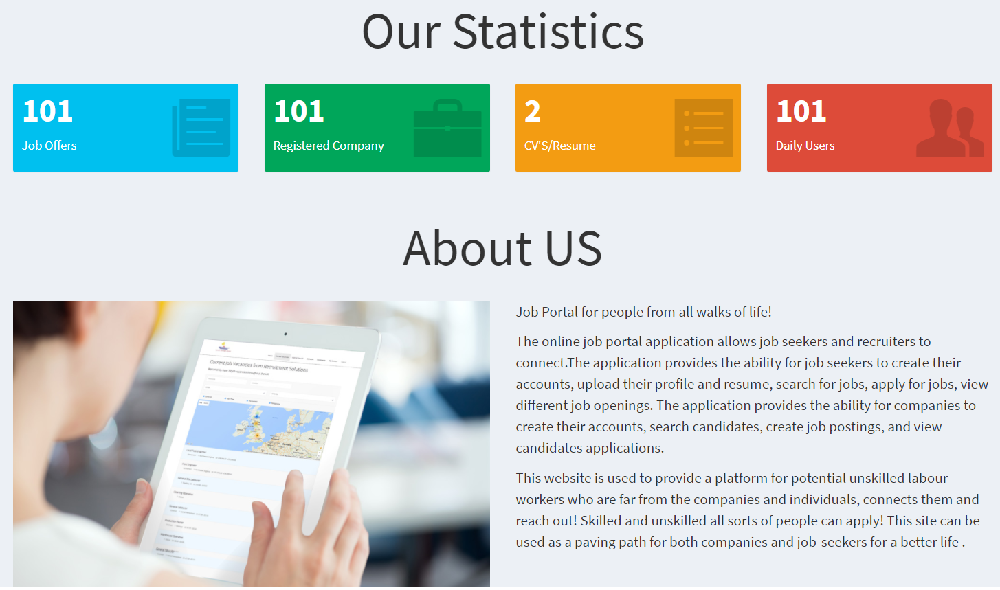 Our Statistics
101
Job Offers
101
Registered Company
2
CV'S/Resume
101
Daily Users
About US
Current Job Vacancies from Recruitment Solutions
Job Portal for people from all walks of life!
The online job portal application allows job seekers and recruiters to
connect.The application provides the ability for job seekers to create their
accounts, upload their profile and resume, search for jobs, apply for jobs, view
different job openings. The application provides the ability for companies to
create their accounts, search candidates, create job postings, and view
candidates applications.
This website is used to provide a platform for potential unskilled labour
workers who are far from the companies and individuals, connects them and
reach out! Skilled and unskilled all sorts of people can apply! This site can be
used as a paving path for both companies and job-seekers for a better life .